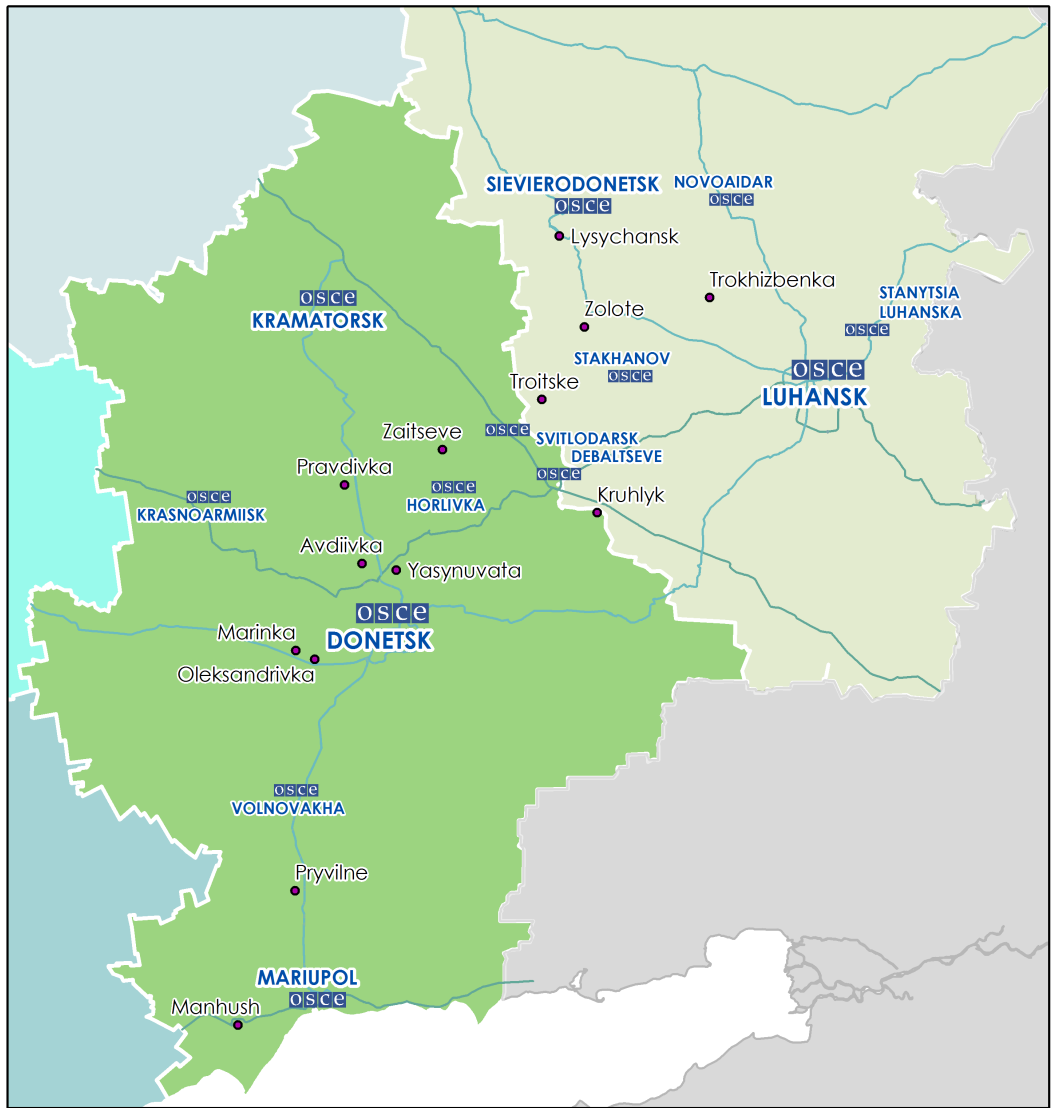 SIEVIERODONETSK
osce
NOVOAIDAR
osce
Lysychansk
Trokhizbenka
STANYTSIA
LUHANSKA
osce
osce
KRAMATORSK
Zolote
STAKHANOV
osce
osce
LUHANSK
Troitske
Zaitseve
osce
SVITLODARSK
DEBALTSEVE
osce
Pravdivka
osce
HORLIVKA
osce
KRASNOARMIISK
Kruhlyk
Avdiivka
Yasynuvata
osce
DONETSK
Marinka
Oleksandrivka
osce
VOLNOVAKHA
Pryvilne
MARIUPOL
osce
Manhush